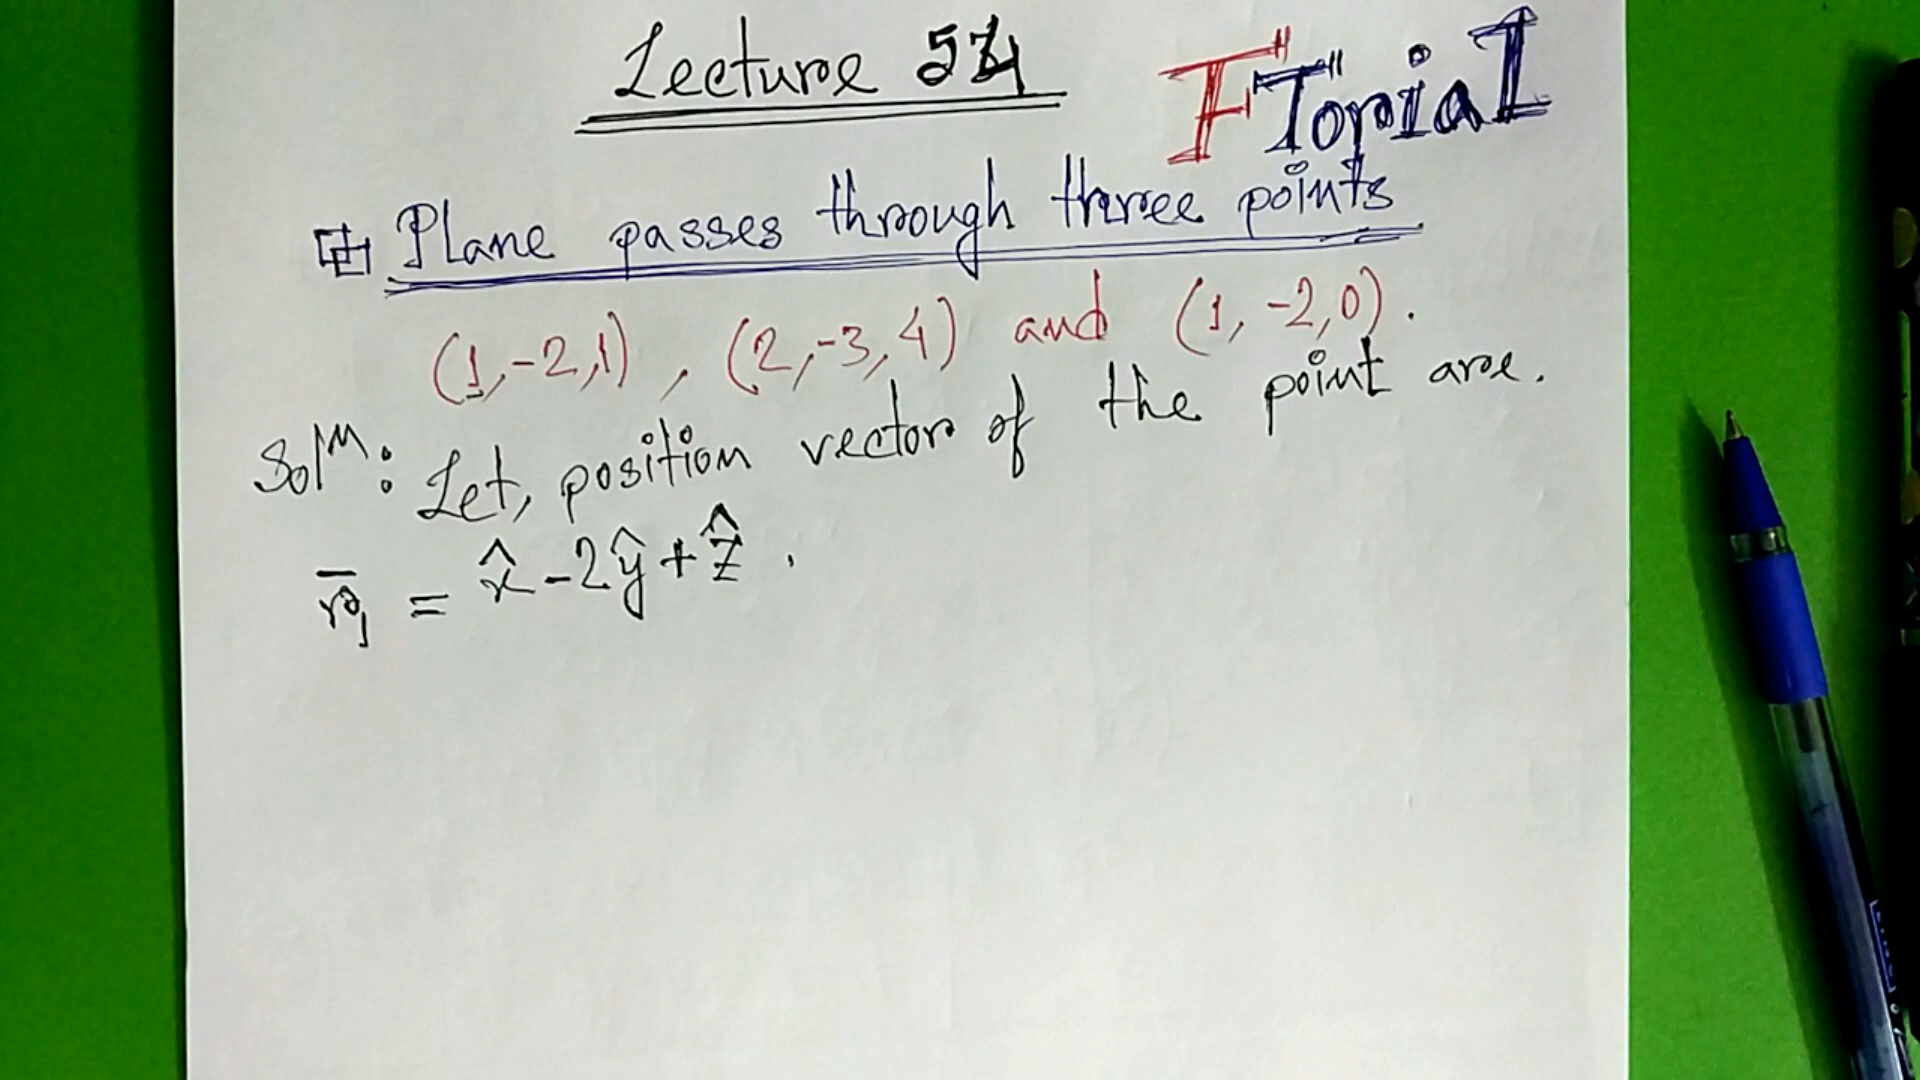 Lecture 54
F"Topial
Plane passes through three points
(1,-2,1), (2,-3,4) and (1,-2,0).
Solⁿ: Let, position vector of the point are.
r̄₁ = x̂ - 2ŷ + ẑ.